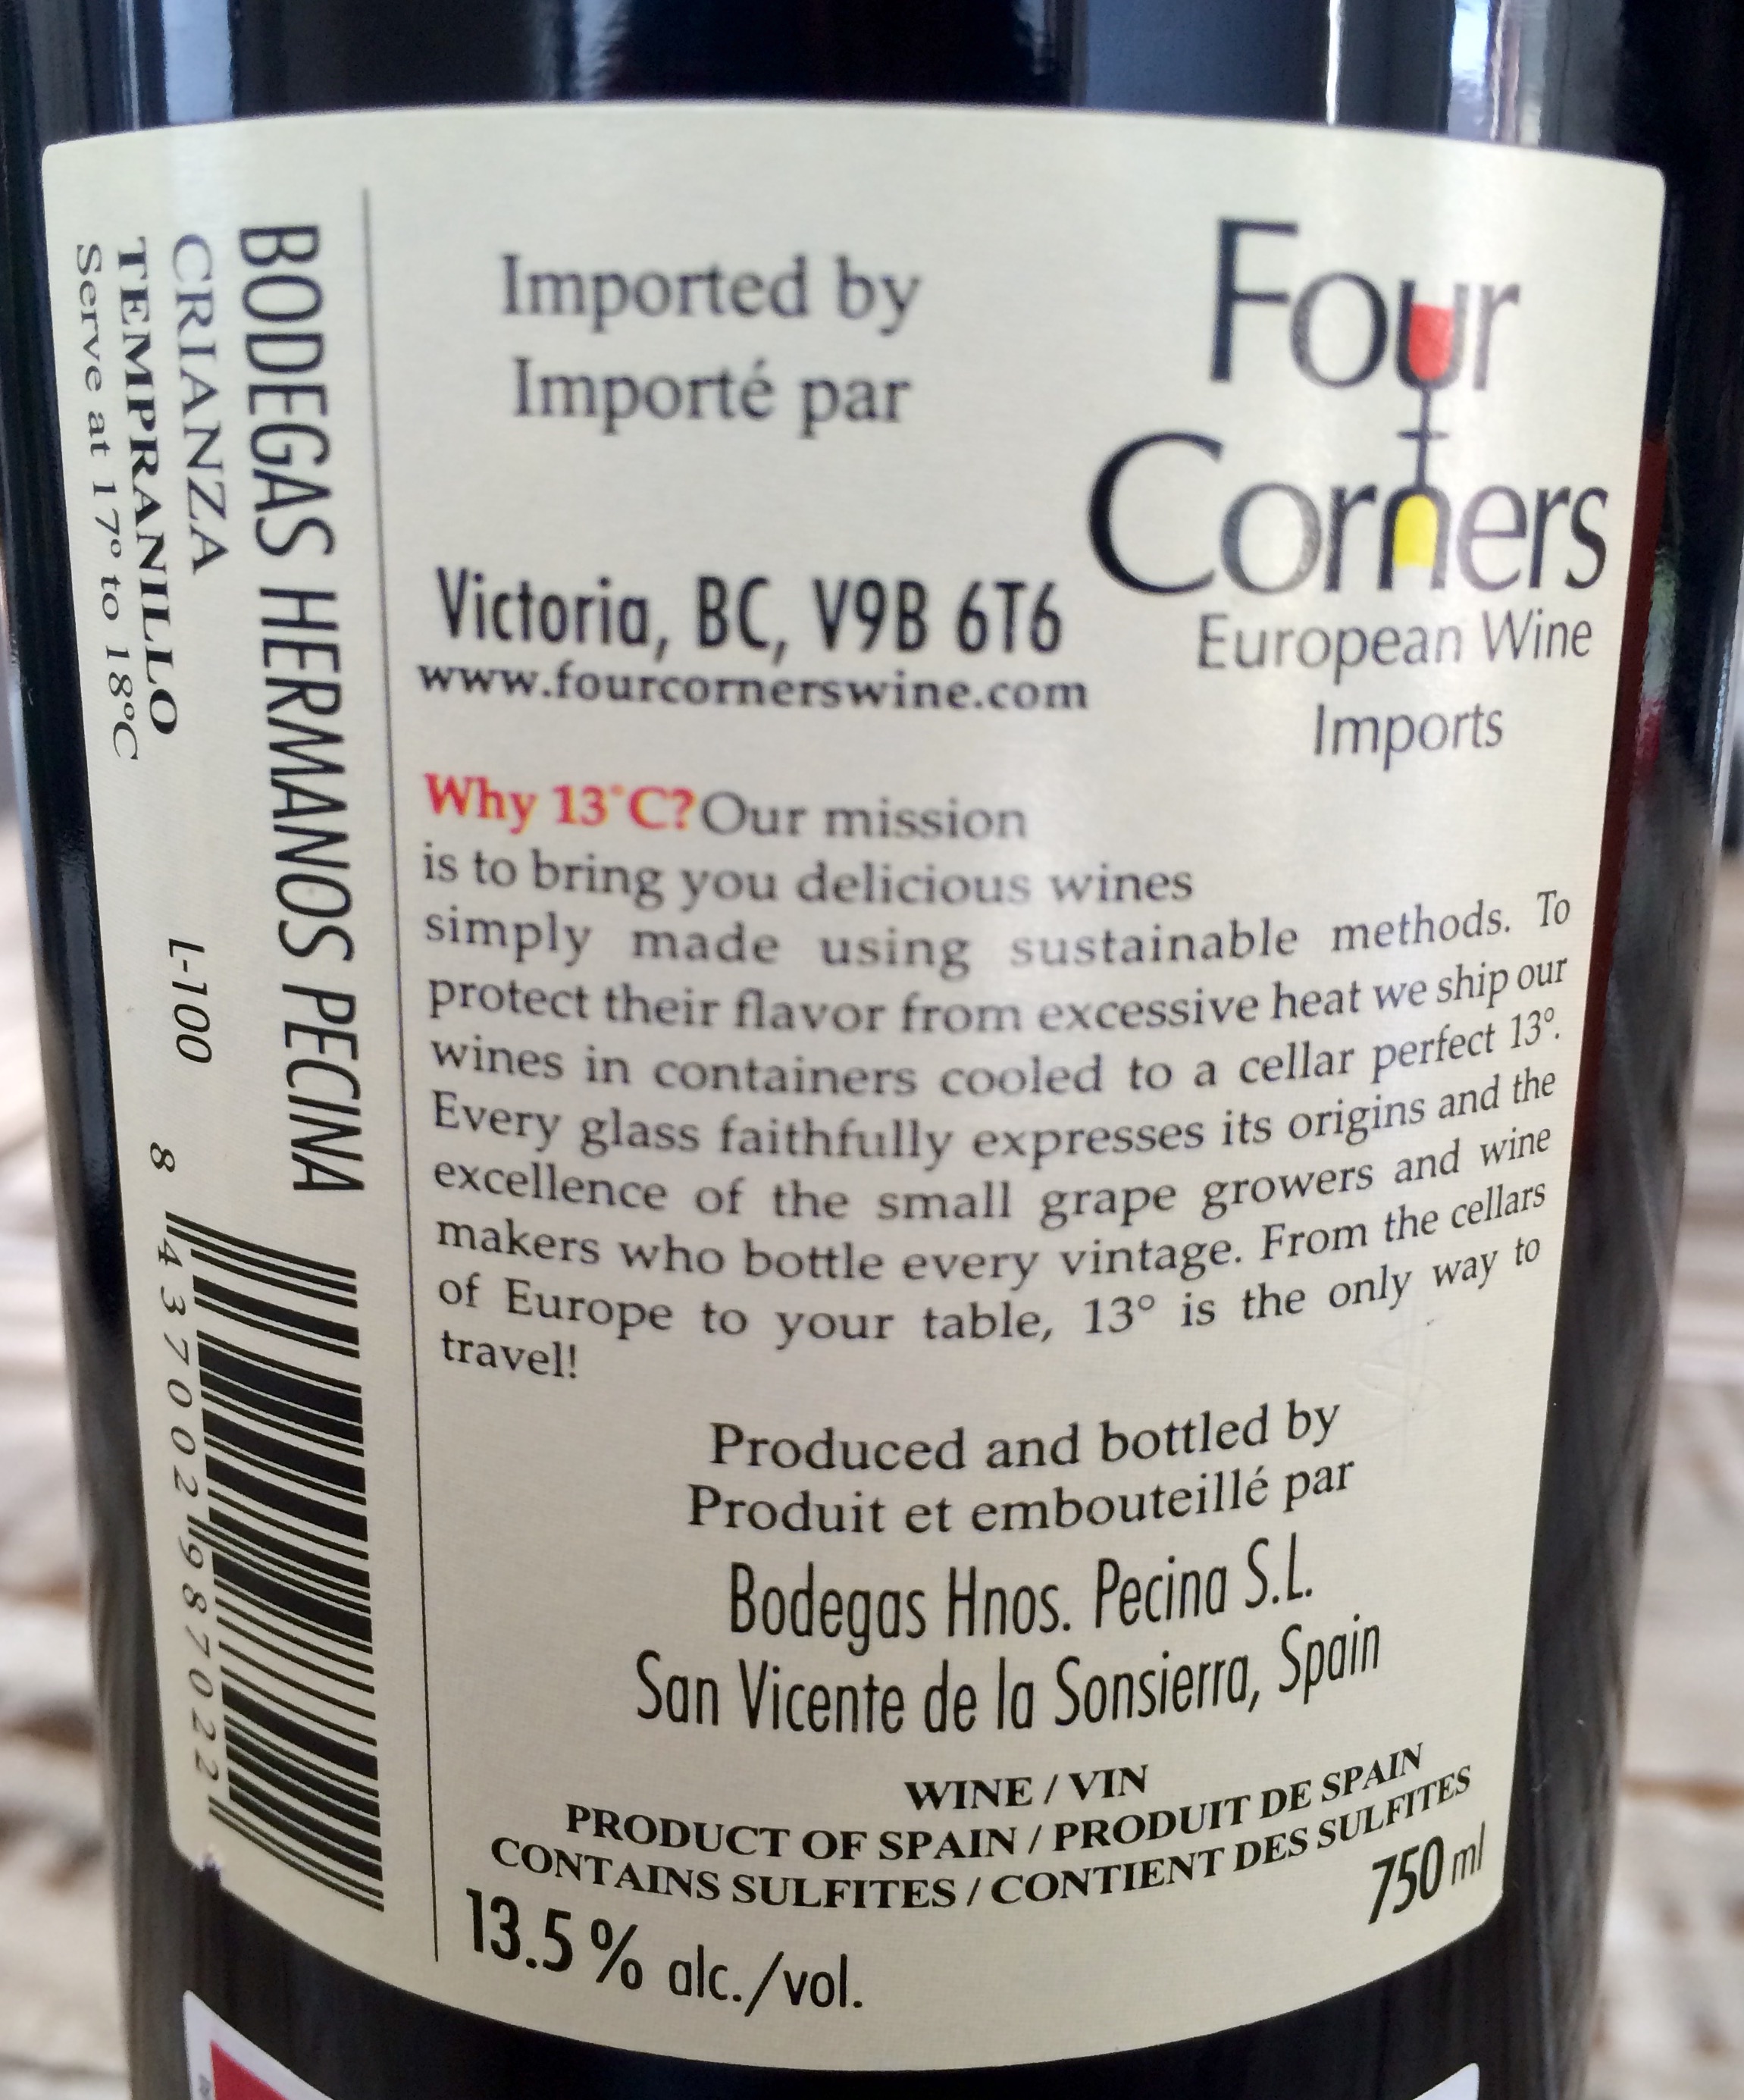 BODEGAS HERMANOS PECINA
CRIANZA
TEMPRANILLO
Serve at 17º to 18ºC
L-100
8 437002 987022
Imported by
Importé par
Four
Corners
European Wine
Imports
Victoria, BC, V9B 6T6
www.fourcornerswine.com
Why 13°C? Our mission
is to bring you delicious wines
simply made using sustainable methods. To
protect their flavor from excessive heat we ship our
wines in containers cooled to a cellar perfect 13º.
Every glass faithfully expresses its origins and the
excellence of the small grape growers and wine
makers who bottle every vintage. From the cellars
of Europe to your table, 13º is the only way to
travel!
Produced and bottled by
Produit et embouteillé par
Bodegas Hnos. Pecina S.L.
San Vicente de la Sonsierra, Spain
WINE / VIN
PRODUCT OF SPAIN / PRODUIT DE SPAIN
CONTAINS SULFITES / CONTIENT DES SULFITES
13.5 % alc./vol.
750 ml